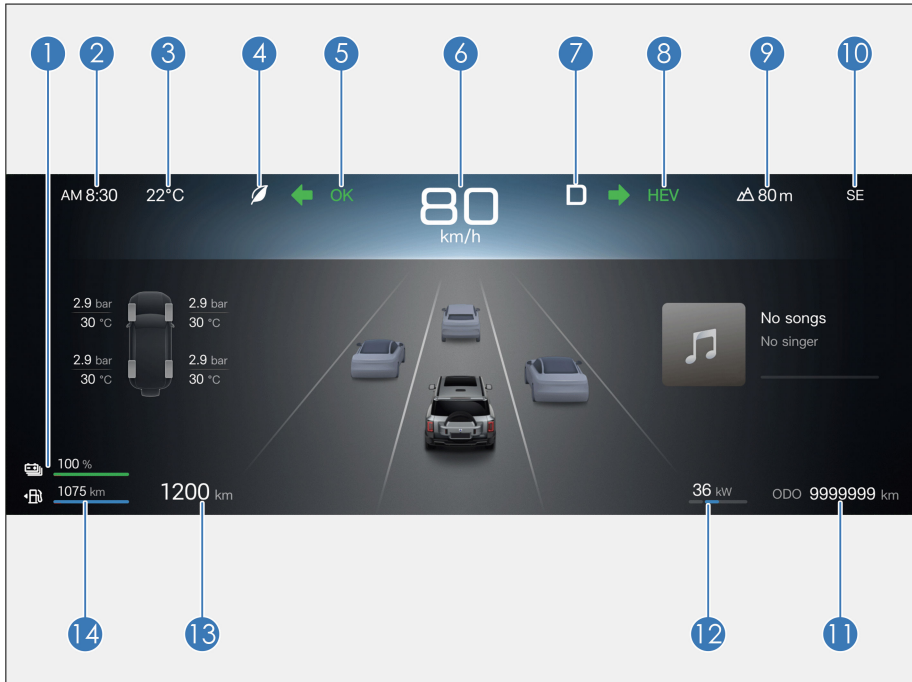 1 2 3 4 5 6 7 8 9 10
AM 8:30 22°C OK 80 D HEV 80 m SE
km/h
2.9 bar 2.9 bar
30 °C 30 °C
2.9 bar 2.9 bar
30 °C 30 °C
No songs
No singer
100 %
1075 km 1200 km 36 kW ODO 9999999 km
14 13 12 11